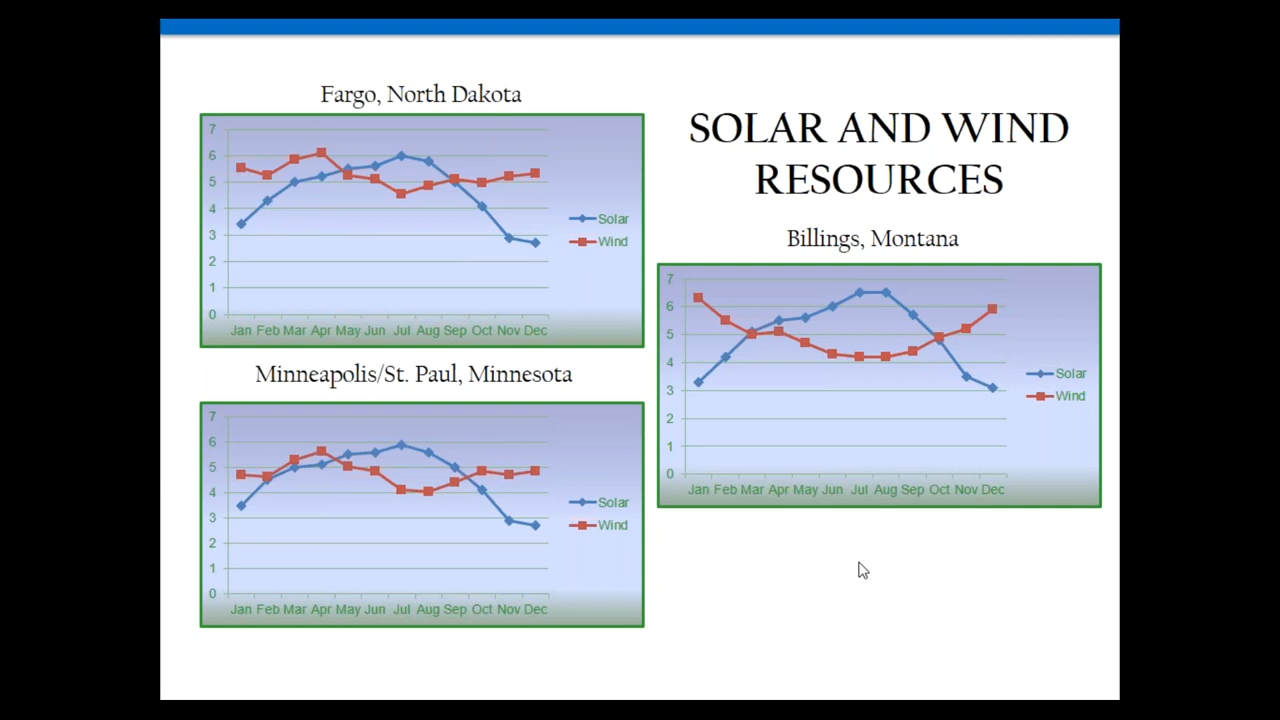 Fargo, North Dakota
7
6
5
4
3
2
1
0
Jan Feb Mar Apr May Jun Jul Aug Sep Oct Nov Dec
Solar
Wind
Minneapolis/St. Paul, Minnesota
7
6
5
4
3
2
1
0
Jan Feb Mar Apr May Jun Jul Aug Sep Oct Nov Dec
Solar
Wind
SOLAR AND WIND
RESOURCES
Billings, Montana
7
6
5
4
3
2
1
0
Jan Feb Mar Apr May Jun Jul Aug Sep Oct Nov Dec
Solar
Wind